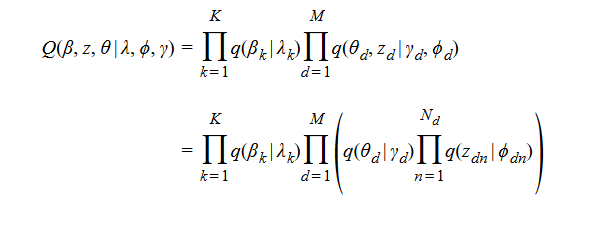 Q(β, z, θ | λ, ϕ, γ) = ∏_{k=1}^{K} q(β_k | λ_k) ∏_{d=1}^{M} q(θ_d, z_d | γ_d, ϕ_d)
= ∏_{k=1}^{K} q(β_k | λ_k) ∏_{d=1}^{M} ( q(θ_d | γ_d) ∏_{n=1}^{N_d} q(z_{dn} | ϕ_{dn}) )